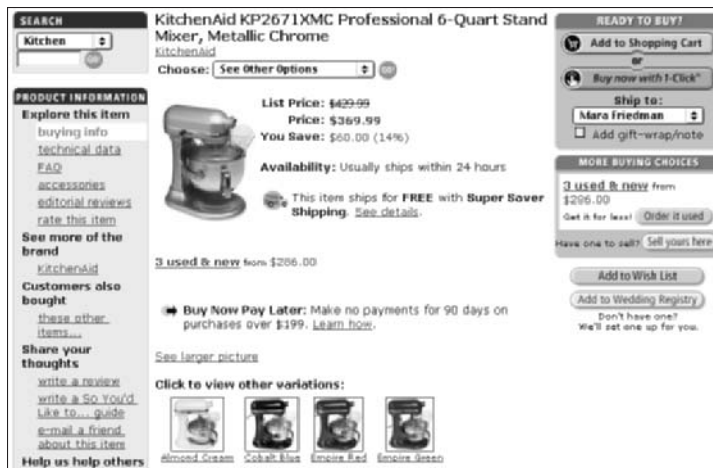 SEARCH
Kitchen
GO!
PRODUCT INFORMATION
Explore this item
buying info
technical data
FAQ
accessories
editorial reviews
rate this item
See more of the
brand
KitchenAid
Customers also
bought
these other
items...
Share your
thoughts
write a review
write a So You'd
Like to... guide
e-mail a friend
about this item
Help us help others
KitchenAid KP2671XMC Professional 6-Quart Stand
Mixer, Metallic Chrome
KitchenAid
Choose: See Other Options GO!
List Price: $429.99
Price: $369.99
You Save: $60.00 (14%)
Availability: Usually ships within 24 hours
This item ships for FREE with Super Saver
Shipping. See details.
3 used & new from $286.00
Buy Now Pay Later: Make no payments for 90 days on
purchases over $199. Learn how.
See larger picture
Click to view other variations:
Almond Cream Cobalt Blue Empire Red Empire Green
READY TO BUY?
Add to Shopping Cart
or
Buy now with 1-Click
Ship to:
Mara Friedman
Add gift-wrap/note
MORE BUYING CHOICES
3 used & new from
$286.00
Get it for less! Order it used
Have one to sell? Sell yours here
Add to Wish List
Add to Wedding Registry
Don't have one?
We'll set one up for you.